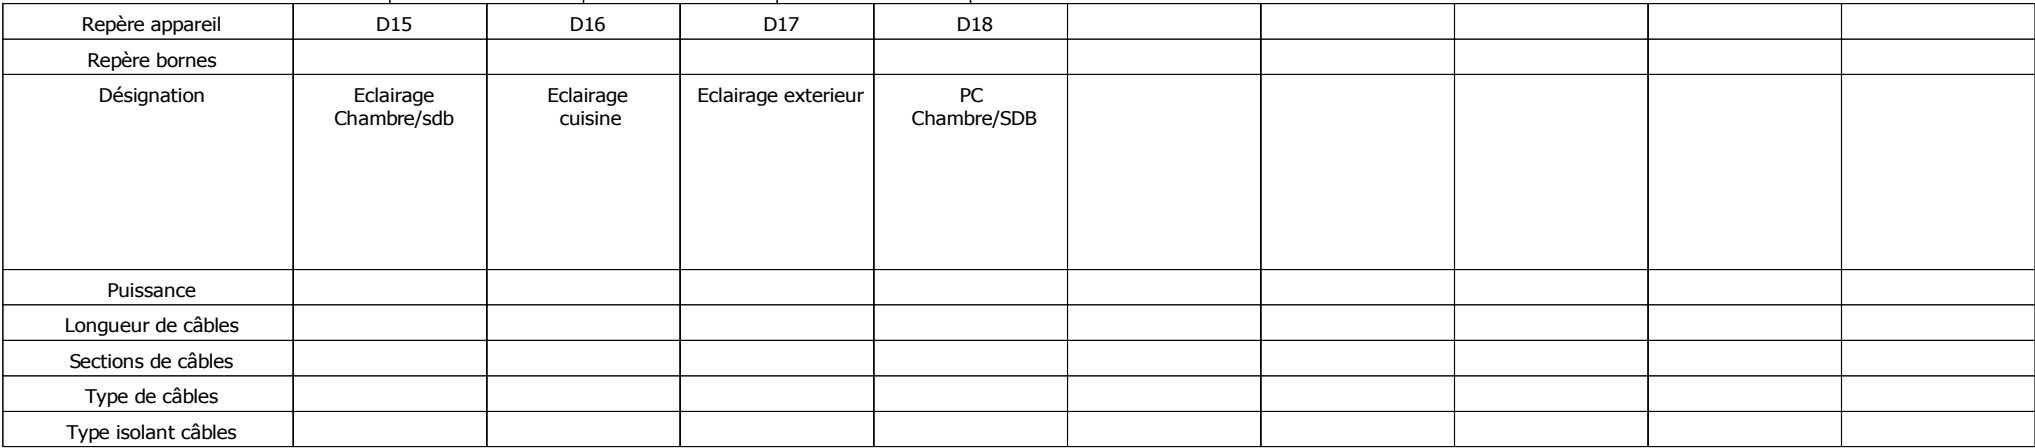 Repère appareil D15 D16 D17 D18
Repère bornes
Désignation Eclairage Eclairage Eclairage exterieur PC
Chambre/sdb cuisine Chambre/SDB
Puissance
Longueur de câbles
Sections de câbles
Type de câbles
Type isolant câbles